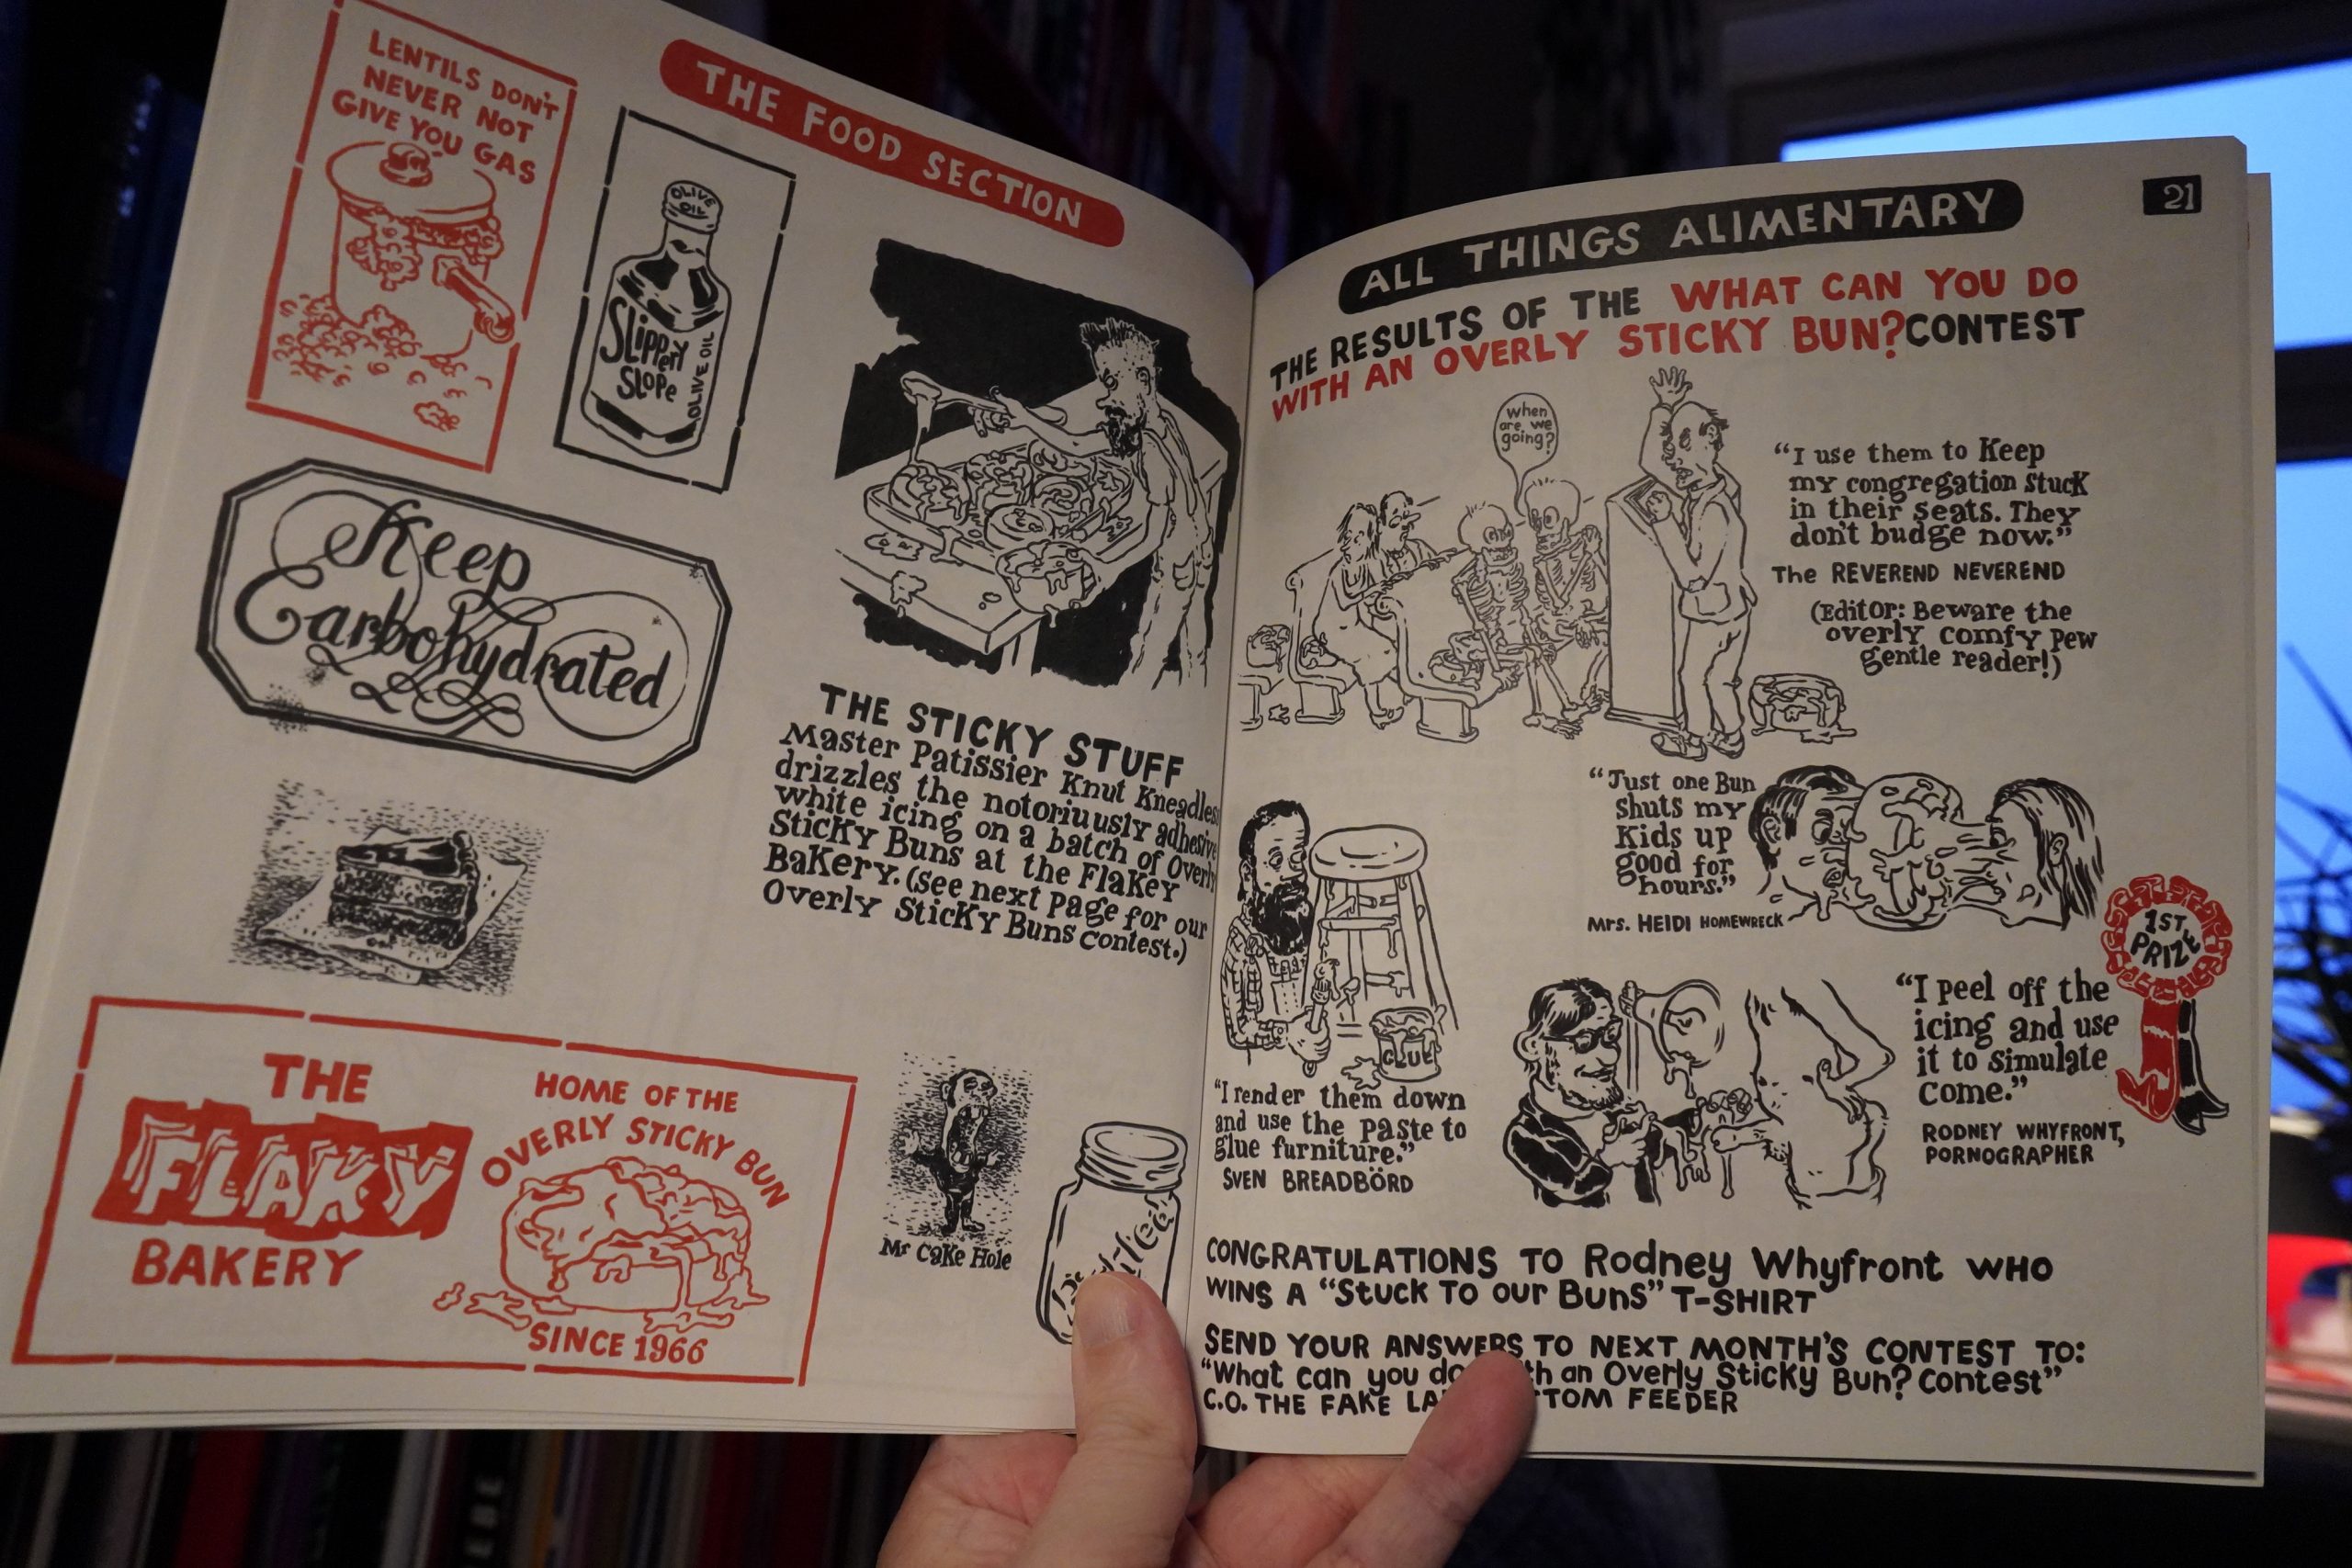 LENTILS DON'T
NEVER NOT
GIVE YOU GAS
OLIVE
OIL
Slippery
Slope
OLIVE OIL
THE FOOD SECTION
Keep
Carbohydrated
THE STICKY STUFF
Master Patissier Knut Kneadless
drizzles the notoriuusly adhesive
white icing on a batch of Overly
Sticky Buns at the Flakey
Bakery. (See next page for our
Overly Sticky Buns contest.)
THE
FLAKY
BAKERY
HOME OF THE
OVERLY STICKY BUN
SINCE 1966
Mr Cake Hole
21
ALL THINGS ALIMENTARY
THE RESULTS OF THE WHAT CAN YOU DO
WITH AN OVERLY STICKY BUN? CONTEST
when
are we
going?
"I use them to Keep
my congregation stuck
in their seats. They
don't budge now."
The REVEREND NEVEREND
(Editor: Beware the
overly comfy pew
gentle reader!)
"Just one Bun
shuts my
Kids up
good for
hours."
Mrs. HEIDI HOMEWRECK
GLUE
"I render them down
and use the paste to
glue furniture."
SVEN BREADBÖRD
1ST
PRIZE
"I peel off the
icing and use
it to simulate
come."
RODNEY WHYFRONT,
PORNOGRAPHER
CONGRATULATIONS TO Rodney Whyfront WHO
WINS A "Stuck To our Buns" T-SHIRT
SEND YOUR ANSWERS TO NEXT MONTH'S CONTEST TO:
"What can you do with an Overly Sticky Bun? Contest"
C.O. THE FAKE TOM FEEDER